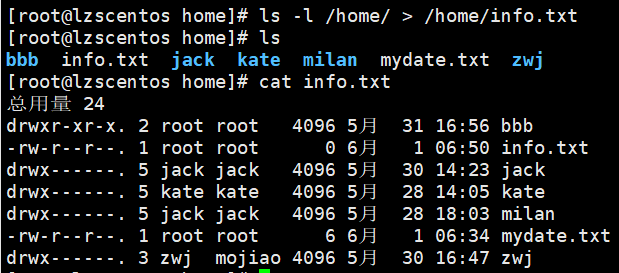 [root@lzscentos home]# ls -l /home/ > /home/info.txt
[root@lzscentos home]# ls
bbb  info.txt  jack  kate  milan  mydate.txt  zwj
[root@lzscentos home]# cat info.txt
总用量 24
drwxr-xr-x. 2 root root   4096 5月  31 16:56 bbb
-rw-r--r--. 1 root root      0 6月   1 06:50 info.txt
drwx------. 5 jack jack   4096 5月  30 14:23 jack
drwx------. 5 kate kate   4096 5月  28 14:05 kate
drwx------. 5 jack jack   4096 5月  28 18:03 milan
-rw-r--r--. 1 root root      6 6月   1 06:34 mydate.txt
drwx------. 3 zwj  mojiao 4096 5月  30 16:47 zwj
[root@lzscentos home]#